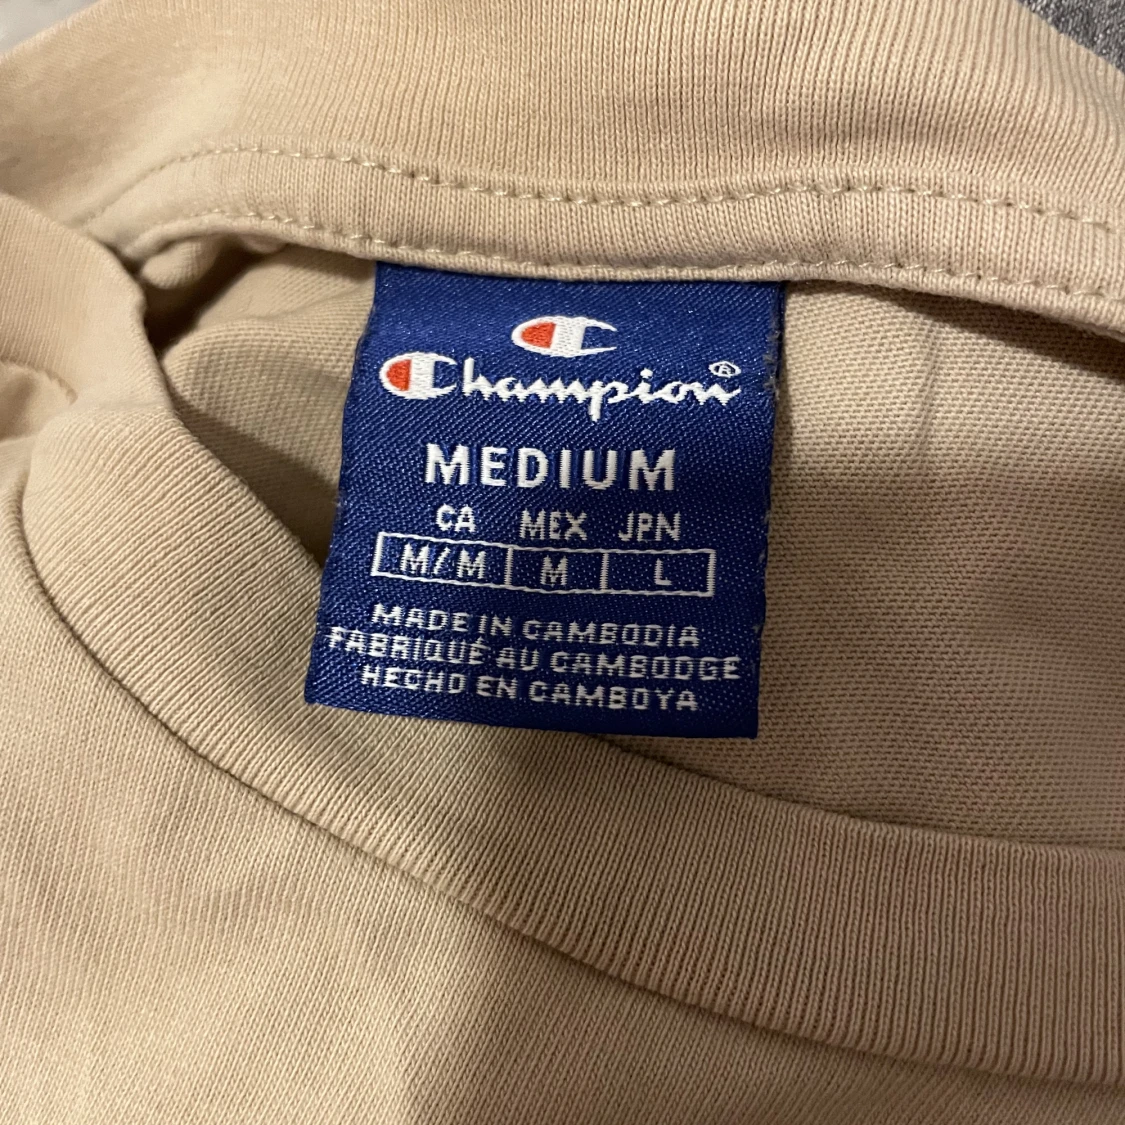 Champion®
MEDIUM
CA MEX JPN
M/M M L
MADE IN CAMBODIA
FABRIQUÉ AU CAMBODGE
HECHO EN CAMBOYA